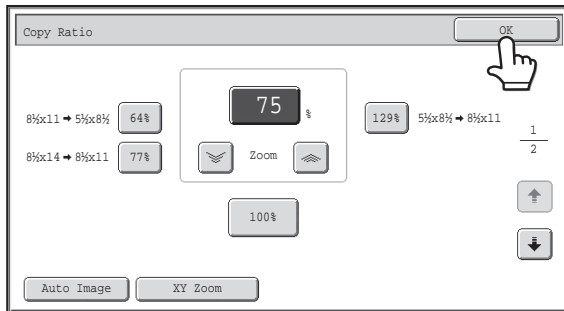 Copy Ratio
OK
8½x11 ➞ 5½x8½ 64%
75 %
129% 5½x8½ ➞ 8½x11
8½x14 ➞ 8½x11 77%
Zoom
1
2
100%
Auto Image
XY Zoom